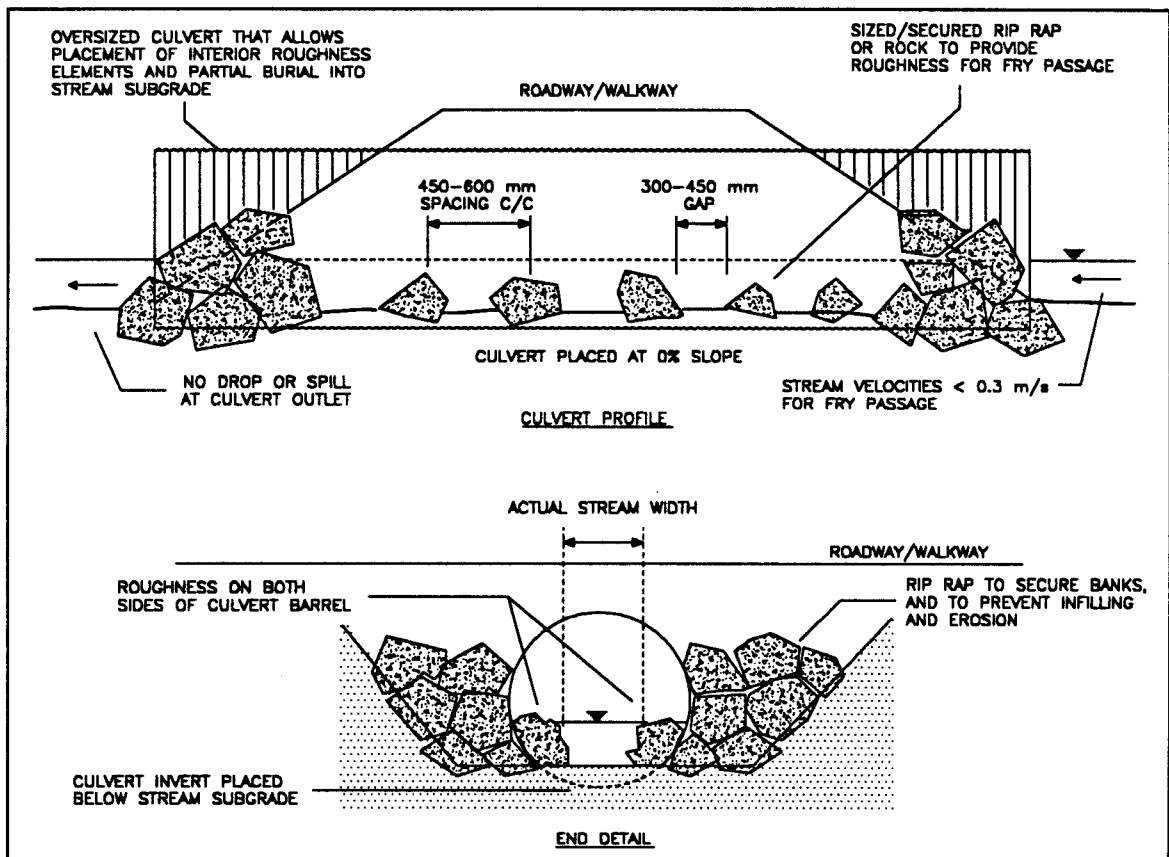 OVERSIZED CULVERT THAT ALLOWS
PLACEMENT OF INTERIOR ROUGHNESS
ELEMENTS AND PARTIAL BURIAL INTO
STREAM SUBGRADE
ROADWAY/WALKWAY
SIZED/SECURED RIP RAP
OR ROCK TO PROVIDE
ROUGHNESS FOR FRY PASSAGE
450-600 mm
SPACING C/C
300-450 mm
GAP
CULVERT PLACED AT 0% SLOPE
NO DROP OR SPILL
AT CULVERT OUTLET
STREAM VELOCITIES < 0.3 m/s
FOR FRY PASSAGE
CULVERT PROFILE
ACTUAL STREAM WIDTH
ROADWAY/WALKWAY
ROUGHNESS ON BOTH
SIDES OF CULVERT BARREL
RIP RAP TO SECURE BANKS,
AND TO PREVENT INFILLING
AND EROSION
CULVERT INVERT PLACED
BELOW STREAM SUBGRADE
END DETAIL